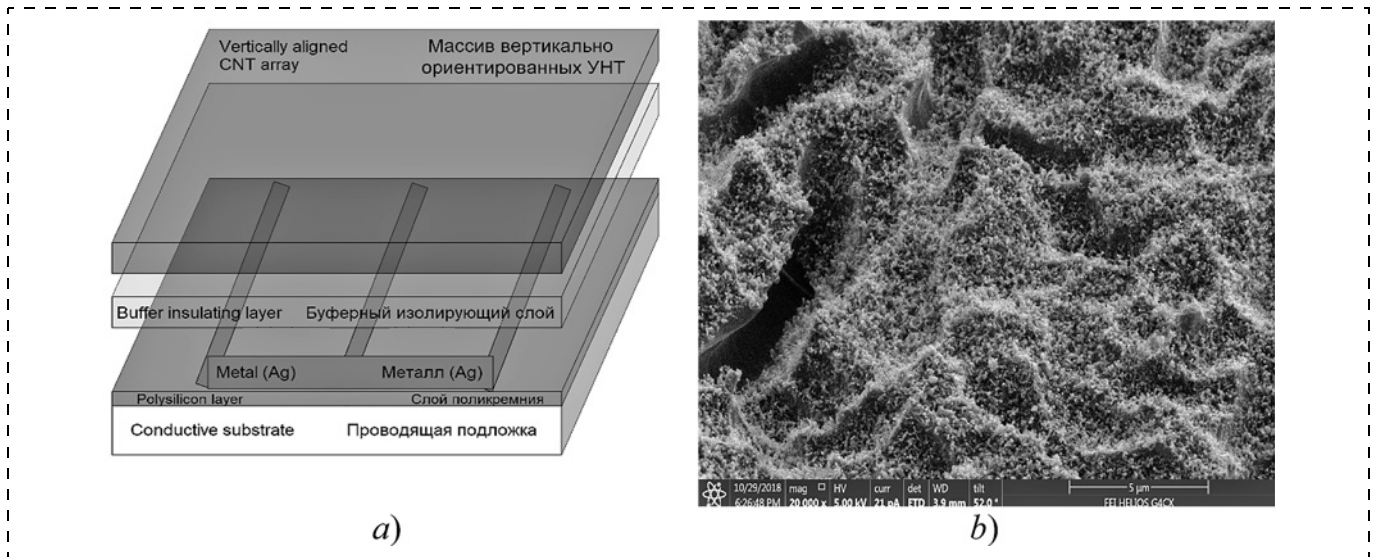 Vertically aligned
CNT array
Массив вертикально
ориентированных УНТ
Buffer insulating layer Буферный изолирующий слой
Metal (Ag) Металл (Ag)
Polysilicon layer Слой поликремния
Conductive substrate Проводящая подложка
10/29/2018 mag HV curr det WD tilt 5 µm
6:26:48 PM 20 000 x 5.00 kV 21 pA ETD 3.9 mm 52.0 ° FEI HELIOS G4CX
a) b)